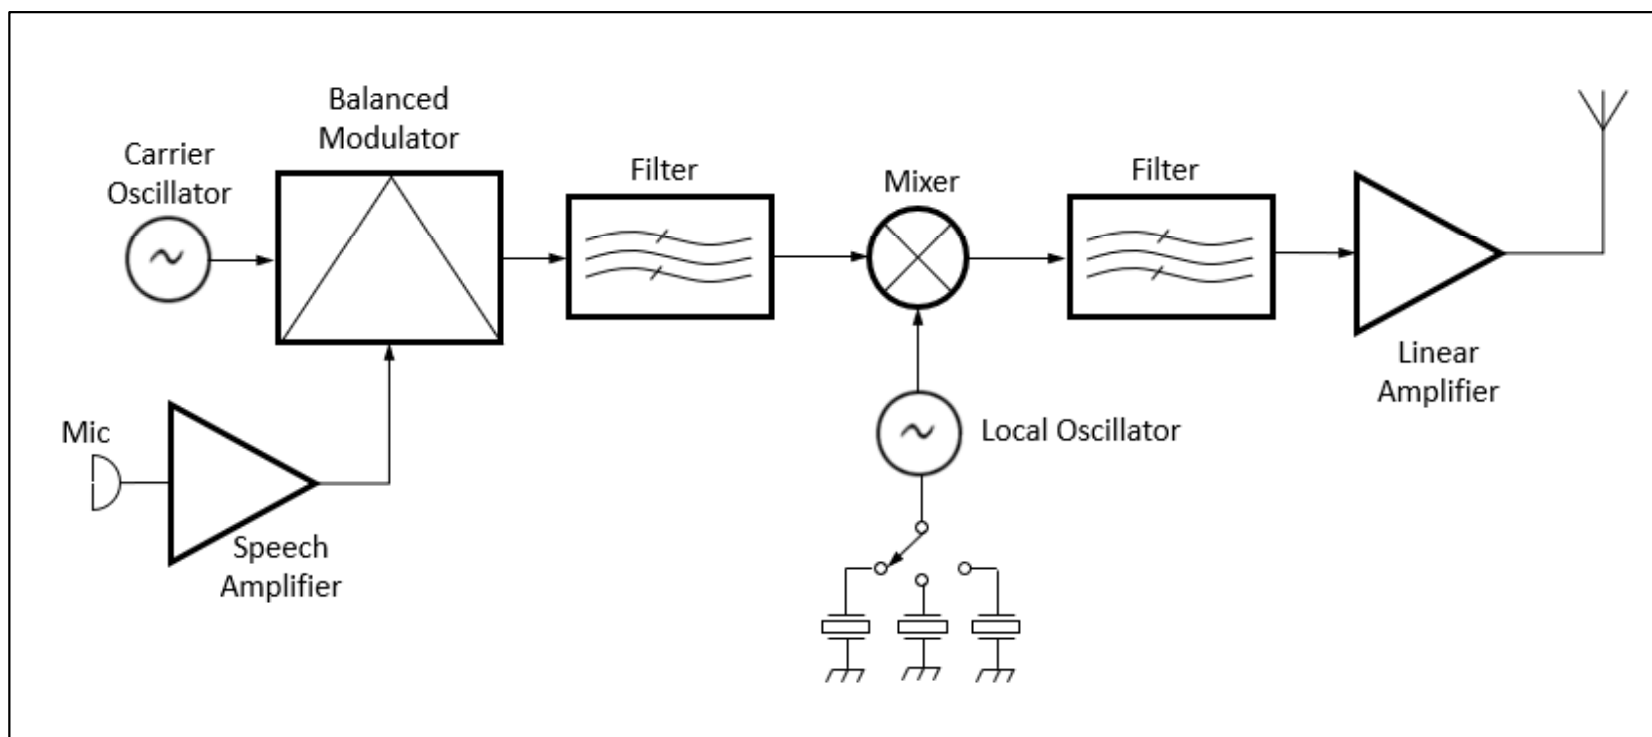 Balanced
Modulator
Carrier
Oscillator
Filter
Mixer
Filter
Linear
Amplifier
Local Oscillator
Mic
Speech
Amplifier